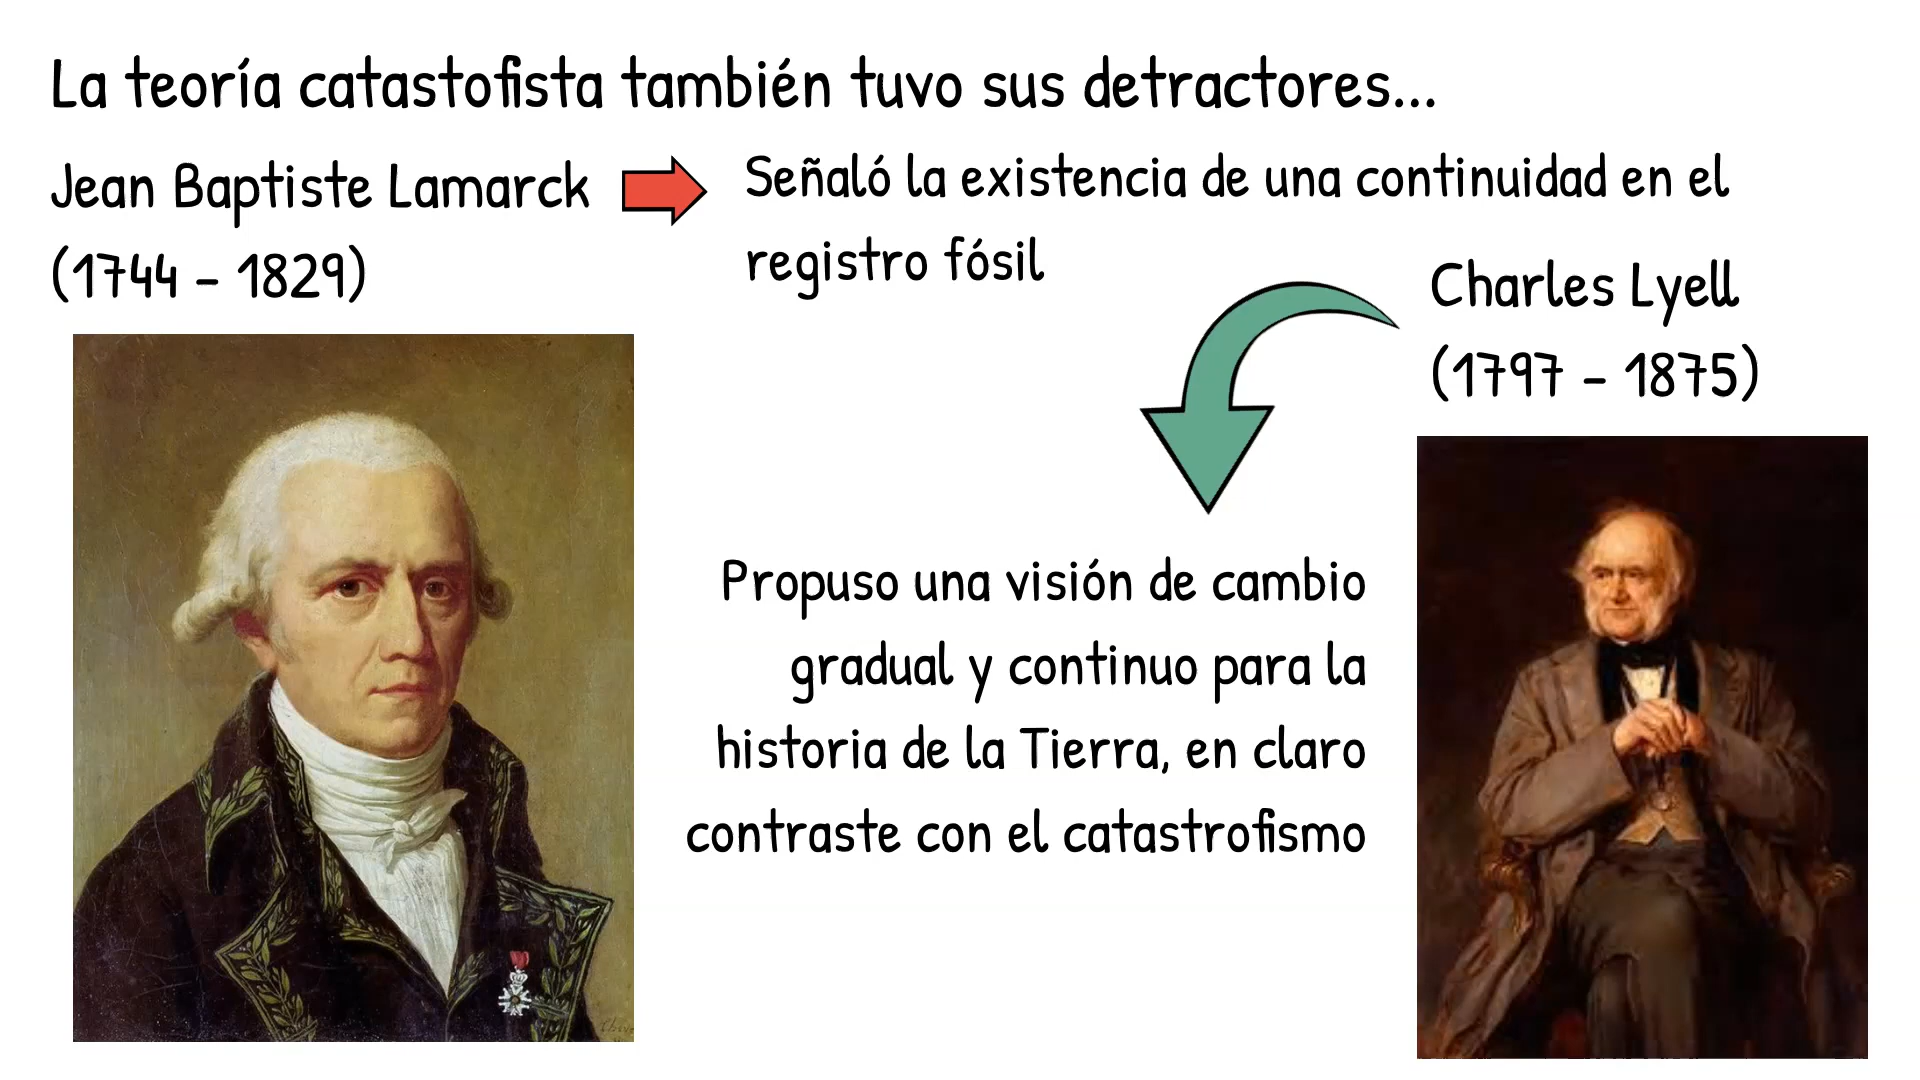 La teoría catastofista también tuvo sus detractores...
Jean Baptiste Lamarck
(1744 - 1829)
Señaló la existencia de una continuidad en el
registro fósil
Charles Lyell
(1797 - 1875)
Propuso una visión de cambio
gradual y continuo para la
historia de la Tierra, en claro
contraste con el catastrofismo